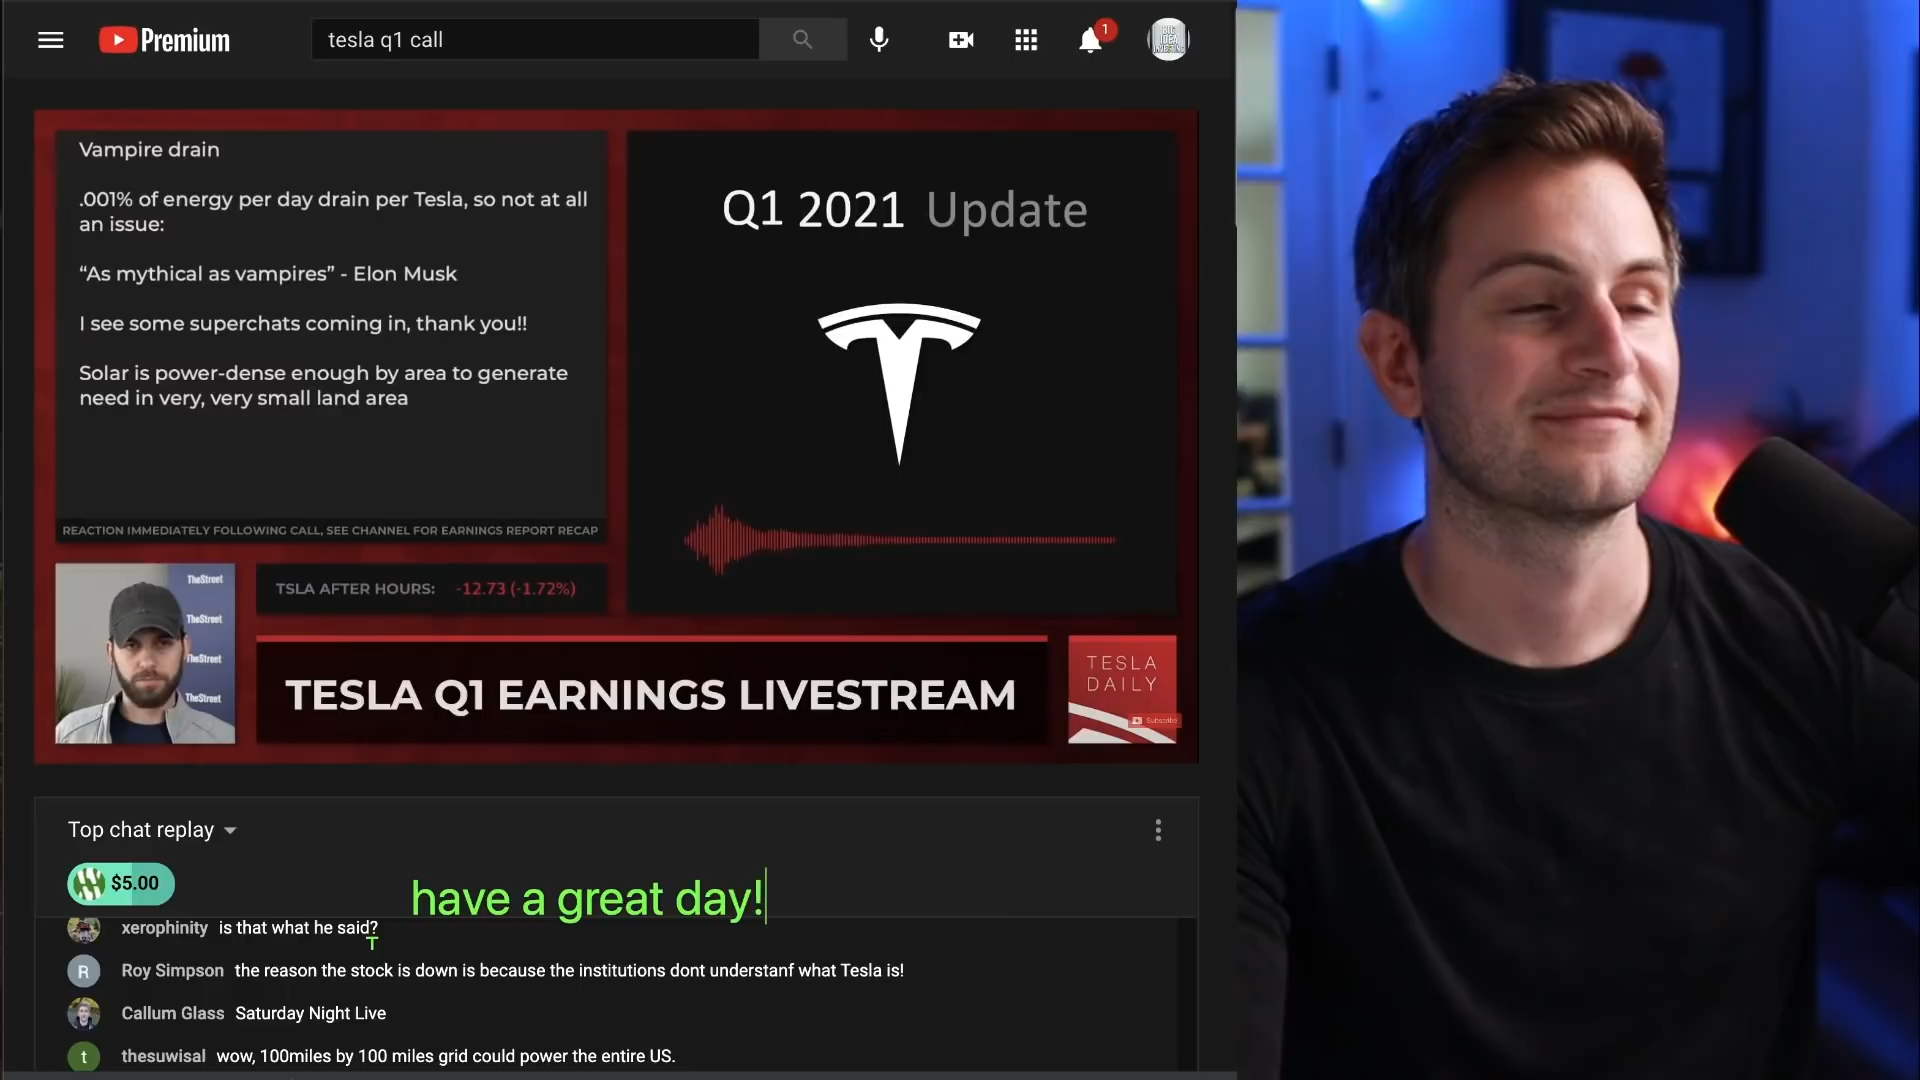 Premium
tesla q1 call
1
BIG
IDEA
INVESTING
Vampire drain
.001% of energy per day drain per Tesla, so not at all
an issue:
“As mythical as vampires” - Elon Musk
I see some superchats coming in, thank you!!
Solar is power-dense enough by area to generate
need in very, very small land area
REACTION IMMEDIATELY FOLLOWING CALL, SEE CHANNEL FOR EARNINGS REPORT RECAP
Q1 2021 Update
TheStreet
TheStreet
TheStreet
TheStreet
TSLA AFTER HOURS: -12.73 (-1.72%)
TESLA Q1 EARNINGS LIVESTREAM
TESLA
DAILY
Subscribe
Top chat replay
$5.00
have a great day!
xerophinity is that what he said?
T
R Roy Simpson the reason the stock is down is because the institutions dont understanf what Tesla is!
Callum Glass Saturday Night Live
t thesuwisal wow, 100miles by 100 miles grid could power the entire US.